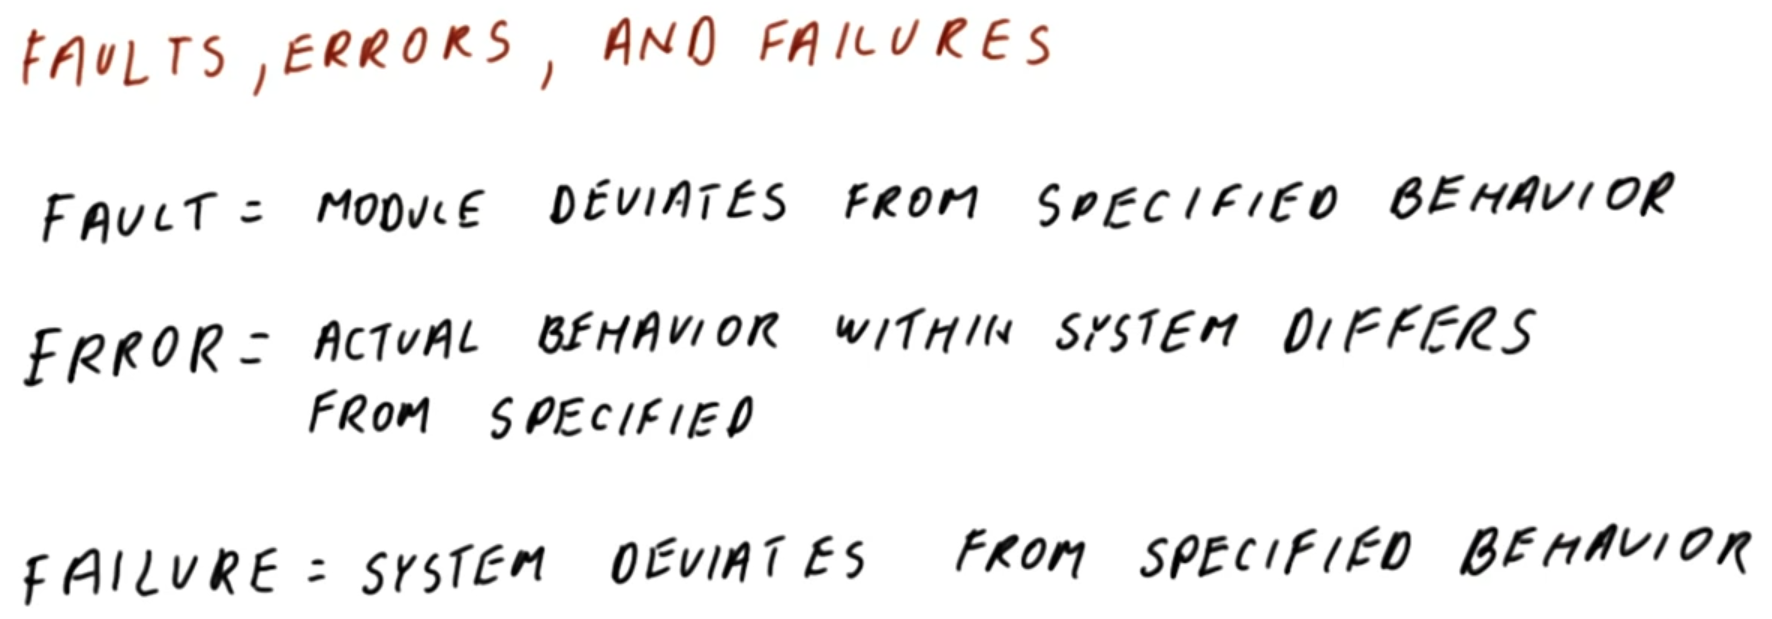 FAULTS, ERRORS, AND FAILURES
FAULT = MODULE DEVIATES FROM SPECIFIED BEHAVIOR
ERROR = ACTUAL BEHAVIOR WITHIN SYSTEM DIFFERS
FROM SPECIFIED
FAILURE = SYSTEM DEVIATES FROM SPECIFIED BEHAVIOR